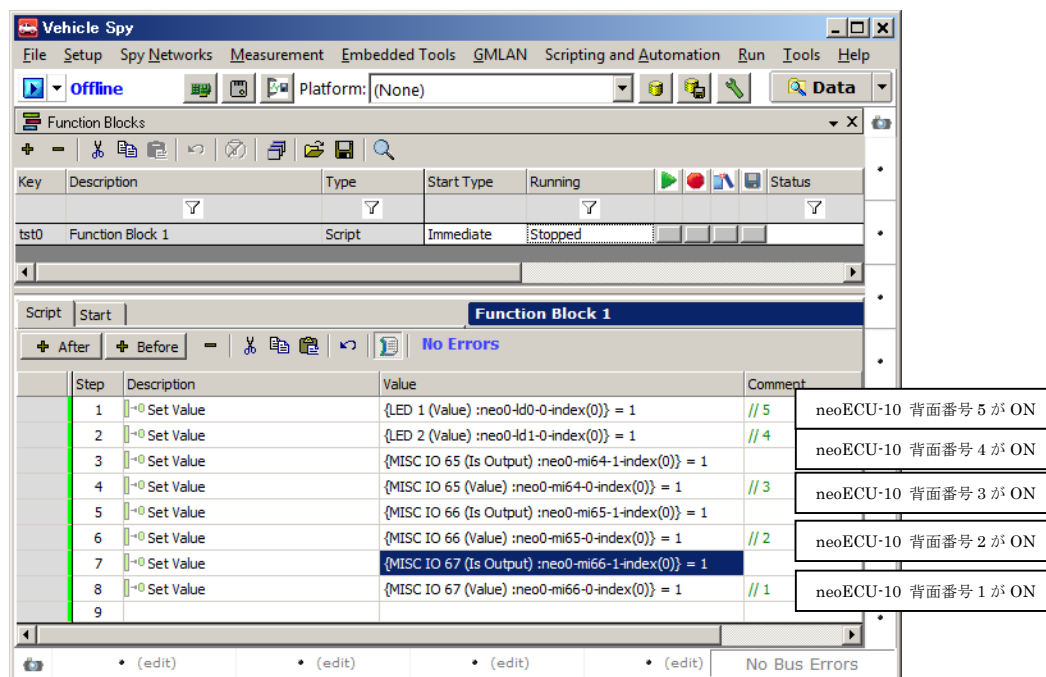 Vehicle Spy
File Setup Spy Networks Measurement Embedded Tools GMLAN Scripting and Automation Run Tools Help
Offline Platform: (None) Data
Function Blocks
Key Description Type Start Type Running Status
tst0 Function Block 1 Script Immediate Stopped
Script Start Function Block 1
After Before No Errors
Step Description Value Comment
1 Set Value {LED 1 (Value) :neo0-ld0-0-index(0)} = 1 // 5 neoECU-10 背面番号 5 が ON
2 Set Value {LED 2 (Value) :neo0-ld1-0-index(0)} = 1 // 4 neoECU-10 背面番号 4 が ON
3 Set Value {MISC IO 65 (Is Output) :neo0-mi64-1-index(0)} = 1
4 Set Value {MISC IO 65 (Value) :neo0-mi64-0-index(0)} = 1 // 3 neoECU-10 背面番号 3 が ON
5 Set Value {MISC IO 66 (Is Output) :neo0-mi65-1-index(0)} = 1
6 Set Value {MISC IO 66 (Value) :neo0-mi65-0-index(0)} = 1 // 2 neoECU-10 背面番号 2 が ON
7 Set Value {MISC IO 67 (Is Output) :neo0-mi66-1-index(0)} = 1
8 Set Value {MISC IO 67 (Value) :neo0-mi66-0-index(0)} = 1 // 1 neoECU-10 背面番号 1 が ON
9
• (edit) • (edit) • (edit) • (edit) No Bus Errors